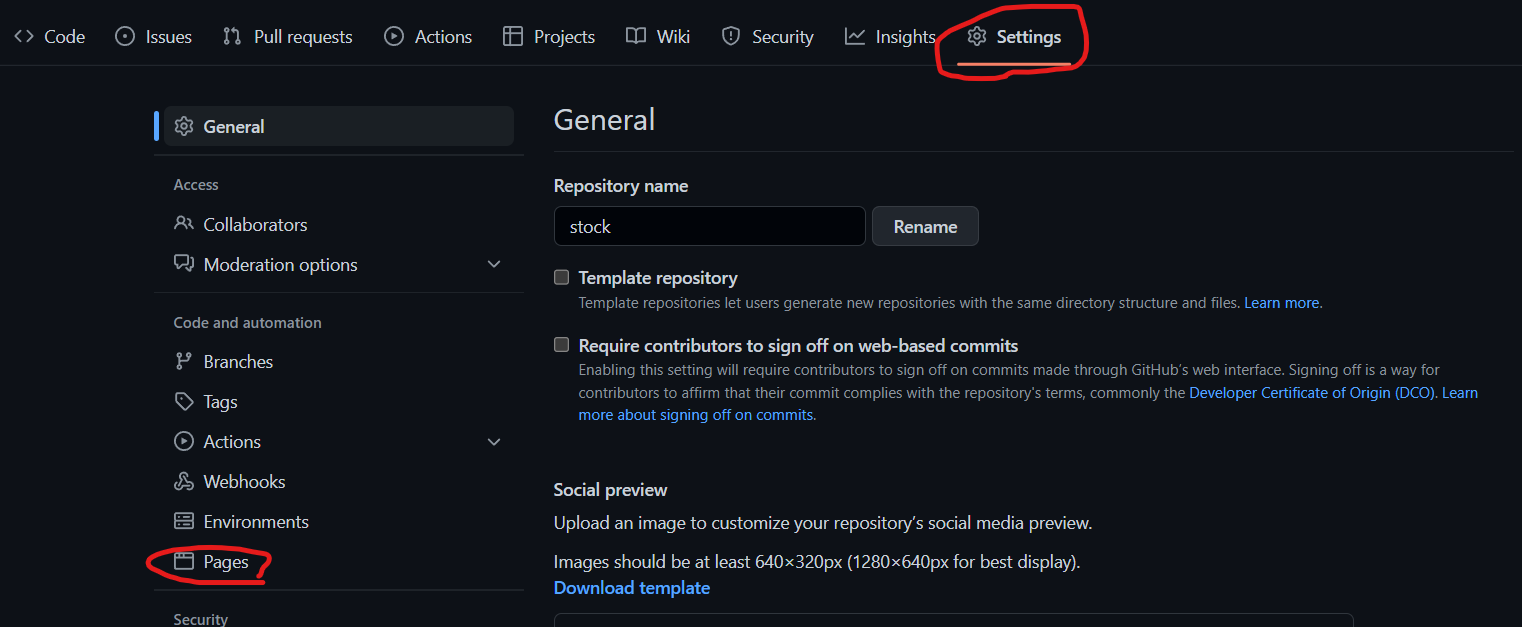 Code Issues Pull requests Actions Projects Wiki Security Insights Settings
General
Access
Collaborators
Moderation options
Code and automation
Branches
Tags
Actions
Webhooks
Environments
Pages
Security
General
Repository name
stock Rename
Template repository
Template repositories let users generate new repositories with the same directory structure and files. Learn more.
Require contributors to sign off on web-based commits
Enabling this setting will require contributors to sign off on commits made through GitHub’s web interface. Signing off is a way for
contributors to affirm that their commit complies with the repository's terms, commonly the Developer Certificate of Origin (DCO). Learn
more about signing off on commits.
Social preview
Upload an image to customize your repository’s social media preview.
Images should be at least 640×320px (1280×640px for best display).
Download template